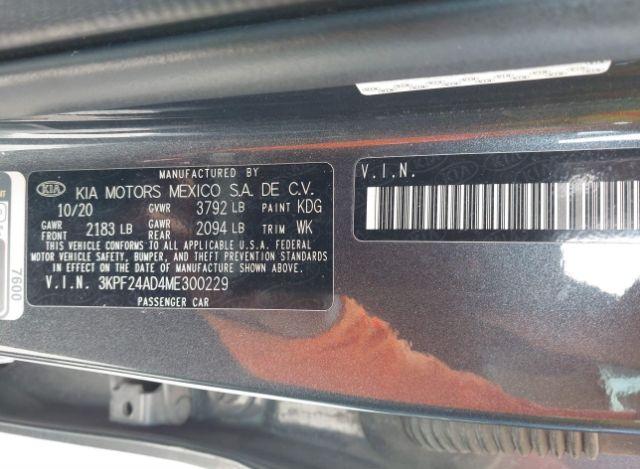 MANUFACTURED BY
KIA KIA MOTORS MEXICO S.A. DE C.V.
10/20 GVWR 3792 LB PAINT KDG
GAWR FRONT 2183 LB GAWR REAR 2094 LB TRIM WK
THIS VEHICLE CONFORMS TO ALL APPLICABLE U.S.A. FEDERAL
MOTOR VEHICLE SAFETY, BUMPER, AND THEFT PREVENTION STANDARDS
IN EFFECT ON THE DATE OF MANUFACTURE SHOWN ABOVE.
V.I.N. 3KPF24AD4ME300229
PASSENGER CAR
V.I.N.
7600